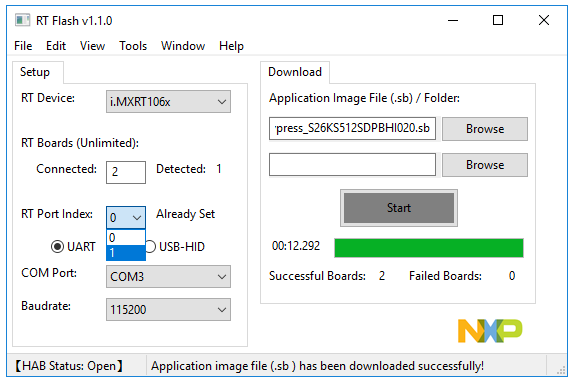 RT Flash v1.1.0
File Edit View Tools Window Help
Setup
RT Device: i.MXRT106x
RT Boards (Unlimited):
Connected: 2 Detected: 1
RT Port Index: 0 Already Set
0
1
UART USB-HID
COM Port: COM3
Baudrate: 115200
Download
Application Image File (.sb) / Folder:
press_S26KS512SDPBHI020.sb Browse
Browse
Start
00:12.292
Successful Boards: 2 Failed Boards: 0
NXP
【HAB Status: Open】 Application image file (.sb ) has been downloaded successfully!